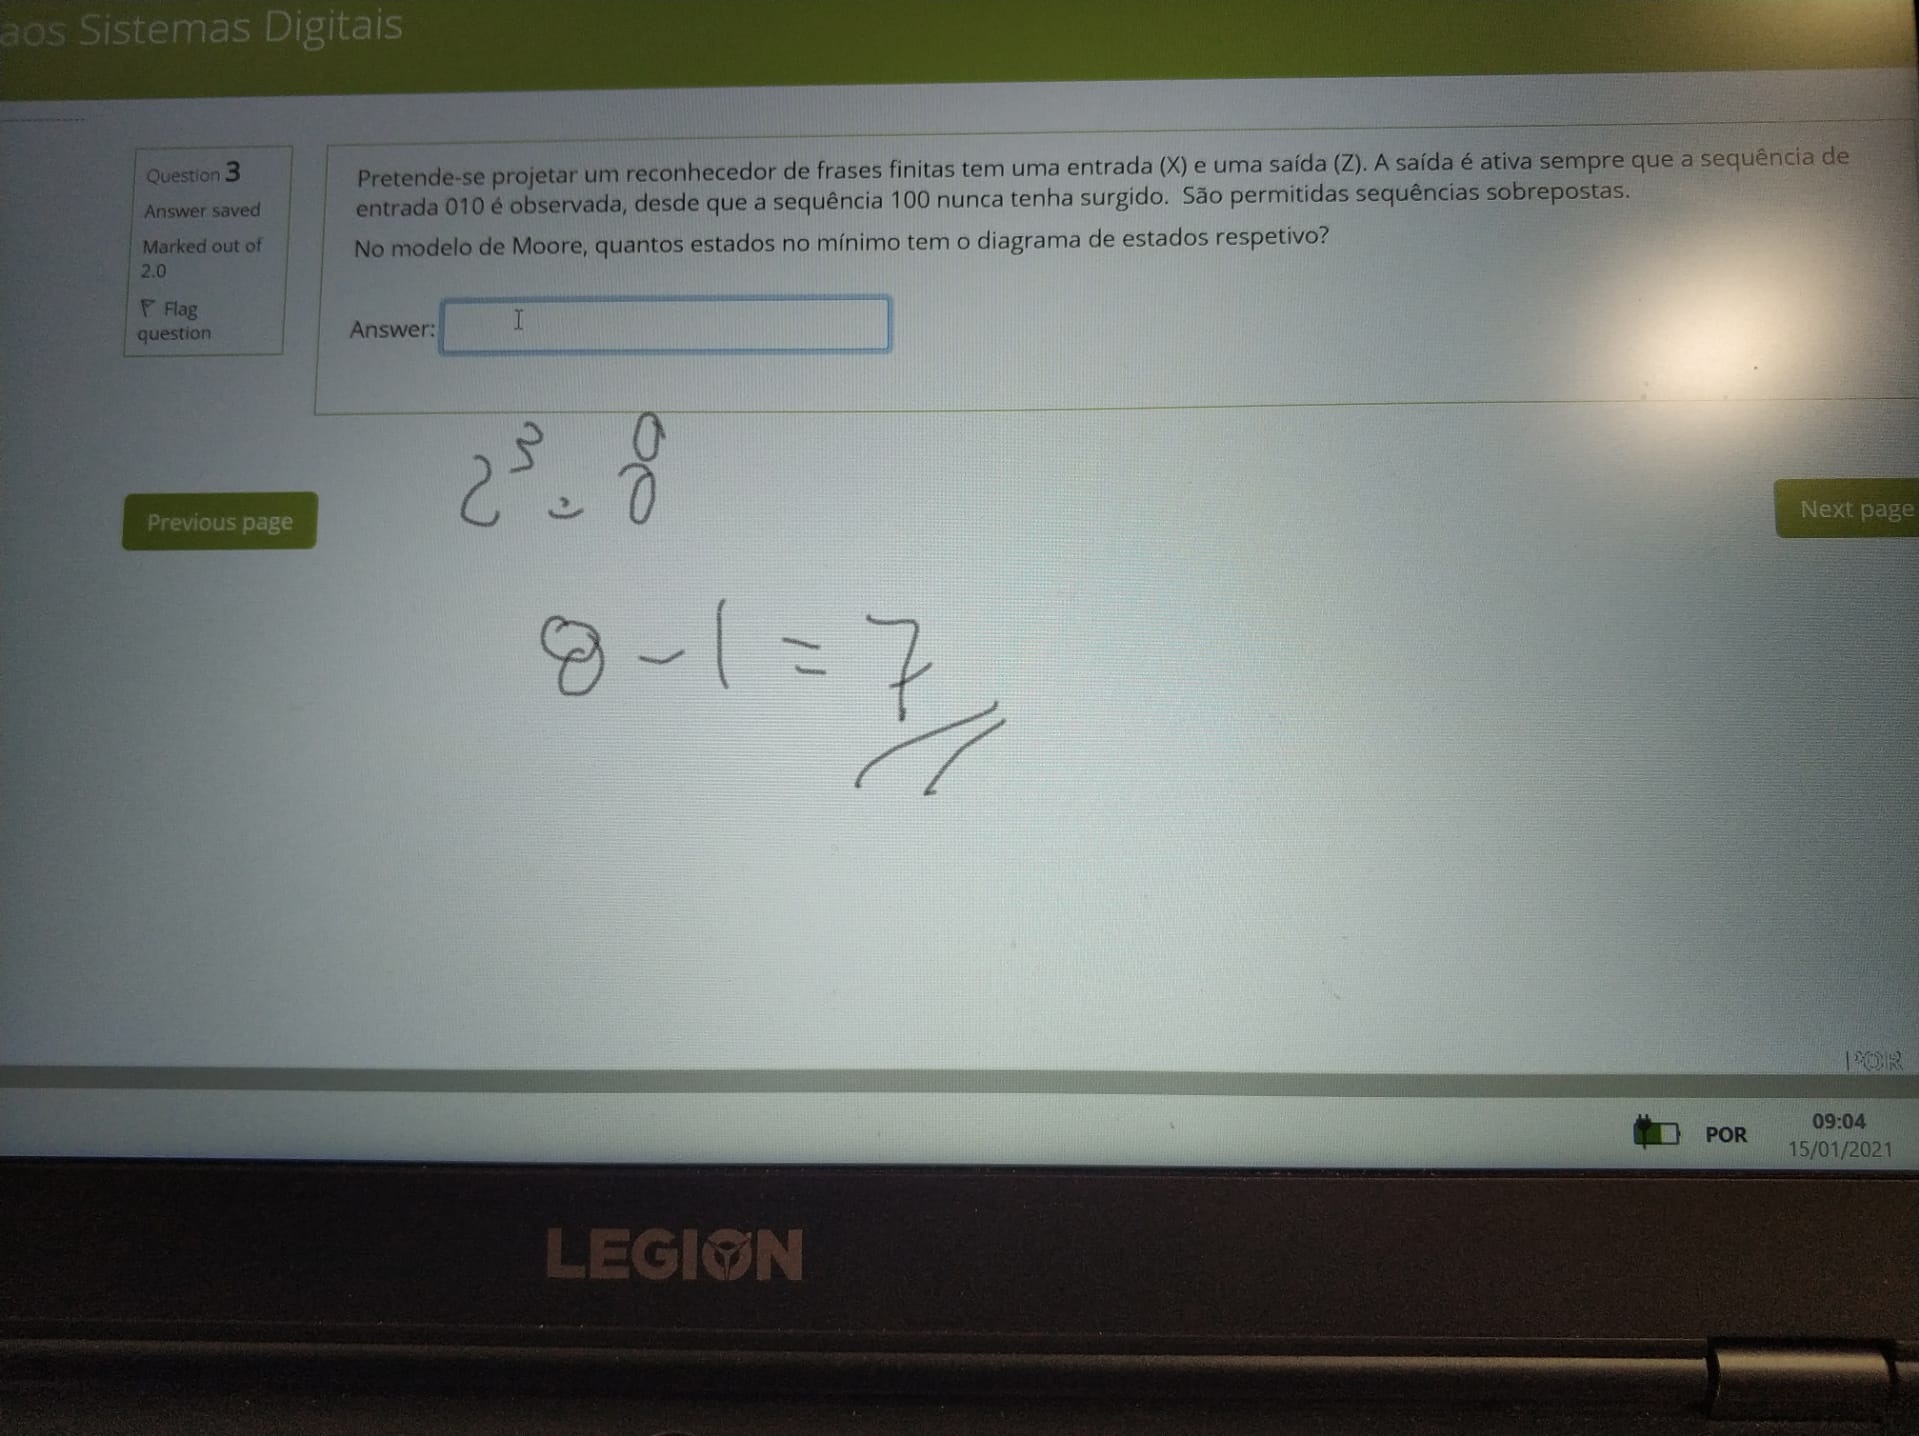 aos Sistemas Digitais
Question 3
Answer saved
Marked out of
2.0
Flag
question
Pretende-se projetar um reconhecedor de frases finitas tem uma entrada (X) e uma saída (Z). A saída é ativa sempre que a sequência de
entrada 010 é observada, desde que a sequência 100 nunca tenha surgido. São permitidas sequências sobrepostas.
No modelo de Moore, quantos estados no mínimo tem o diagrama de estados respetivo?
Answer:
2³ = 8
8 - 1 = 7
Previous page
Next page
POR
POR
09:04
15/01/2021
LEGION